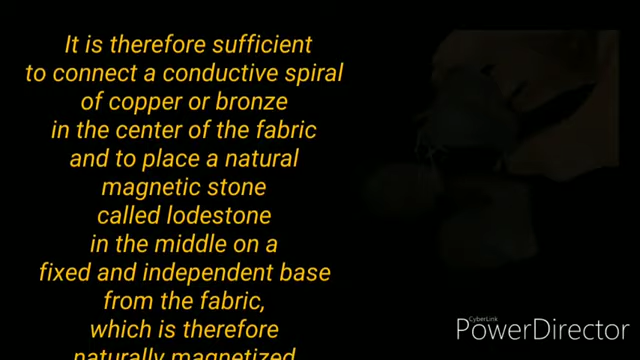 It is therefore sufficient
to connect a conductive spiral
of copper or bronze
in the center of the fabric
and to place a natural
magnetic stone
called lodestone
in the middle on a
fixed and independent base
from the fabric,
which is therefore
naturally magnetized
CyberLink
PowerDirector